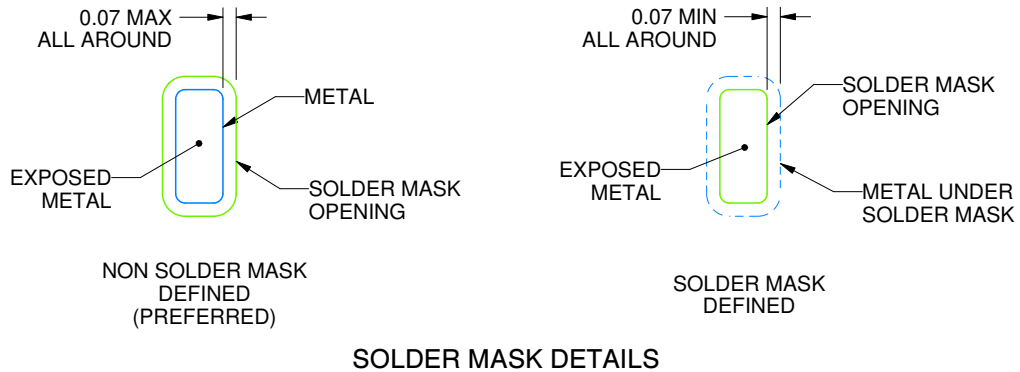 0.07 MAX
ALL AROUND
METAL
EXPOSED
METAL
SOLDER MASK
OPENING
NON SOLDER MASK
DEFINED
(PREFERRED)
0.07 MIN
ALL AROUND
SOLDER MASK
OPENING
EXPOSED
METAL
METAL UNDER
SOLDER MASK
SOLDER MASK
DEFINED
SOLDER MASK DETAILS